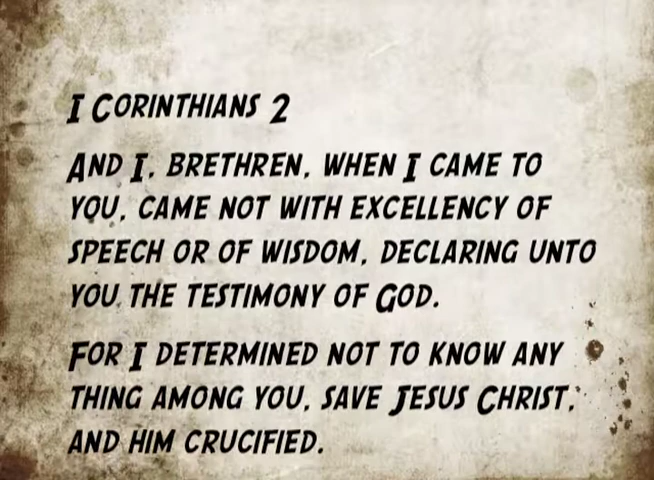 I Corinthians 2
And I, brethren, when I came to
you, came not with excellency of
speech or of wisdom, declaring unto
you the testimony of God.
For I determined not to know any
thing among you, save Jesus Christ,
and him crucified.